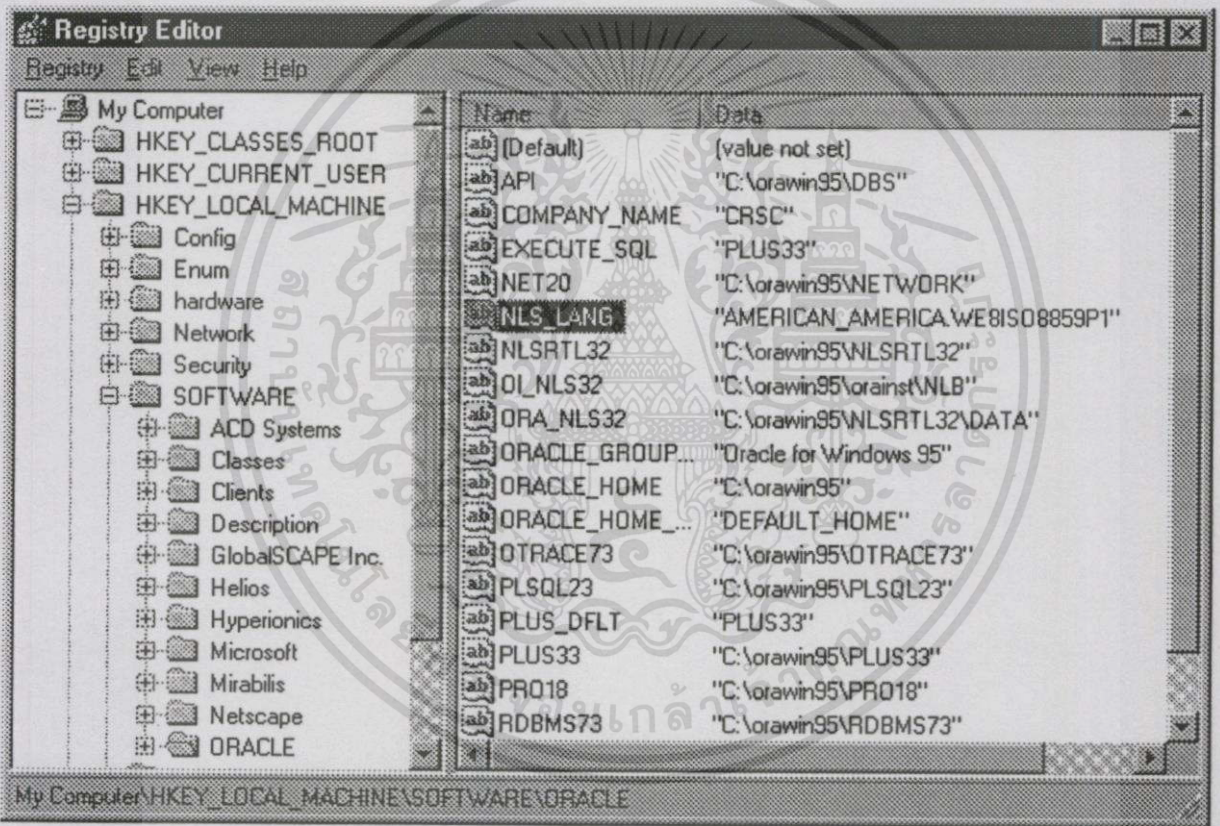 Registry Editor
Registry Edit View Help
My Computer
HKEY_CLASSES_ROOT
HKEY_CURRENT_USER
HKEY_LOCAL_MACHINE
Config
Enum
hardware
Network
Security
SOFTWARE
ACD Systems
Classes
Clients
Description
GlobalSCAPE Inc.
Helios
Hyperionics
Microsoft
Mirabilis
Netscape
ORACLE
Name Data
(Default) (value not set)
API "C:\orawin95\DBS"
COMPANY_NAME "CRSC"
EXECUTE_SQL "PLUS33"
NET20 "C:\orawin95\NETWORK"
NLS_LANG "AMERICAN_AMERICA.WE8ISO8859P1"
NLSRTL32 "C:\orawin95\NLSRTL32"
OI_NLS32 "C:\orawin95\orainst\NLB"
ORA_NLS32 "C:\orawin95\NLSRTL32\DATA"
ORACLE_GROUP... "Oracle for Windows 95"
ORACLE_HOME "C:\orawin95"
ORACLE_HOME_... "DEFAULT_HOME"
OTRACE73 "C:\orawin95\OTRACE73"
PLSQL23 "C:\orawin95\PLSQL23"
PLUS_DFLT "PLUS33"
PLUS33 "C:\orawin95\PLUS33"
PRO18 "C:\orawin95\PRO18"
RDBMS73 "C:\orawin95\RDBMS73"
My Computer\HKEY_LOCAL_MACHINE\SOFTWARE\ORACLE